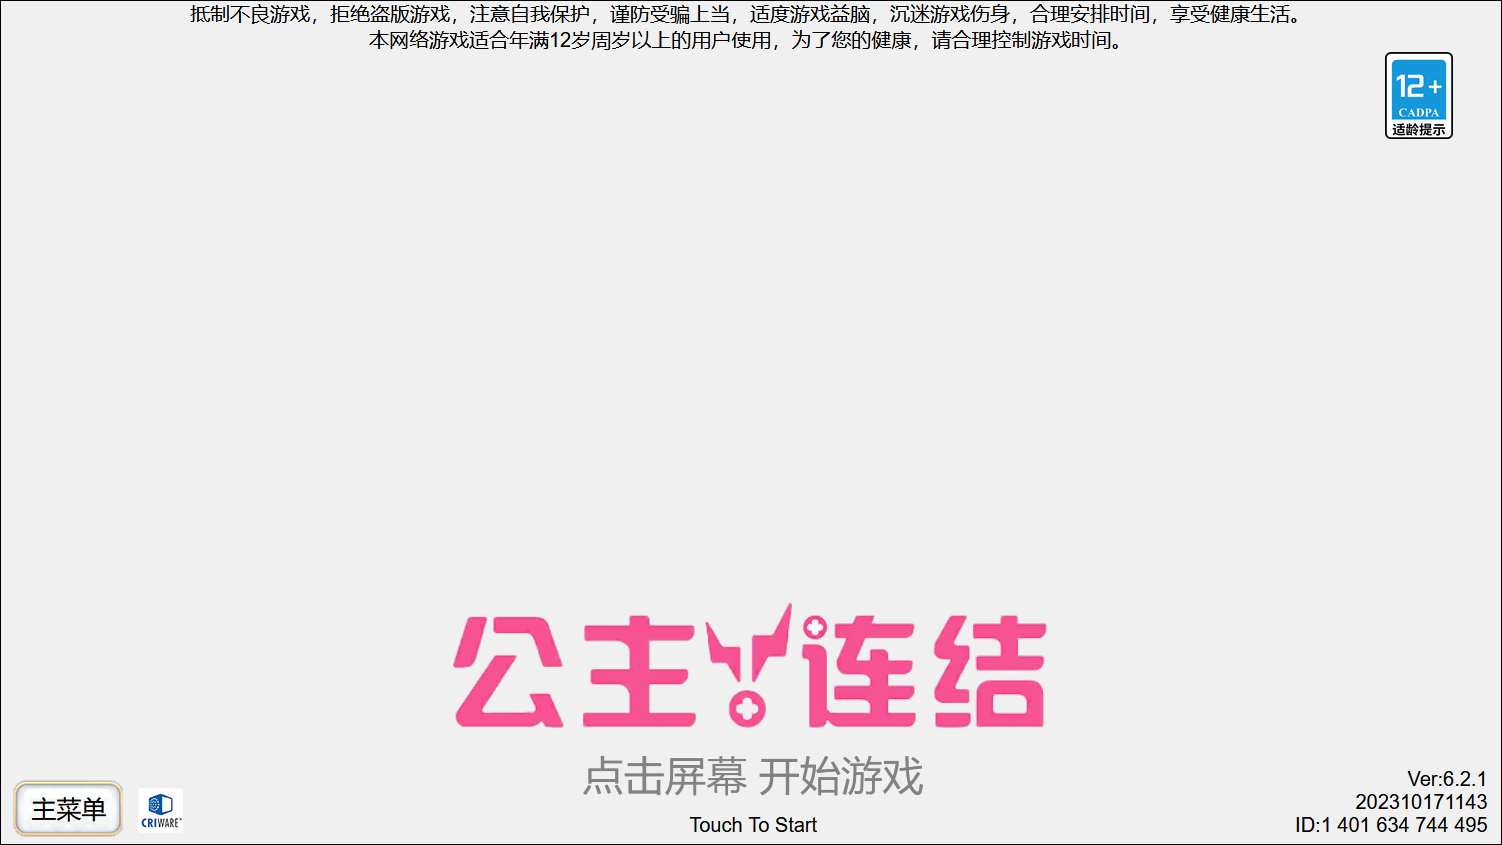 抵制不良游戏，拒绝盗版游戏，注意自我保护，谨防受骗上当，适度游戏益脑，沉迷游戏伤身，合理安排时间，享受健康生活。
本网络游戏适合年满12岁周岁以上的用户使用，为了您的健康，请合理控制游戏时间。
12+
CADPA
适龄提示
公主连结
点击屏幕 开始游戏
Touch To Start
主菜单
CRIWARE™
Ver:6.2.1
202310171143
ID:1 401 634 744 495